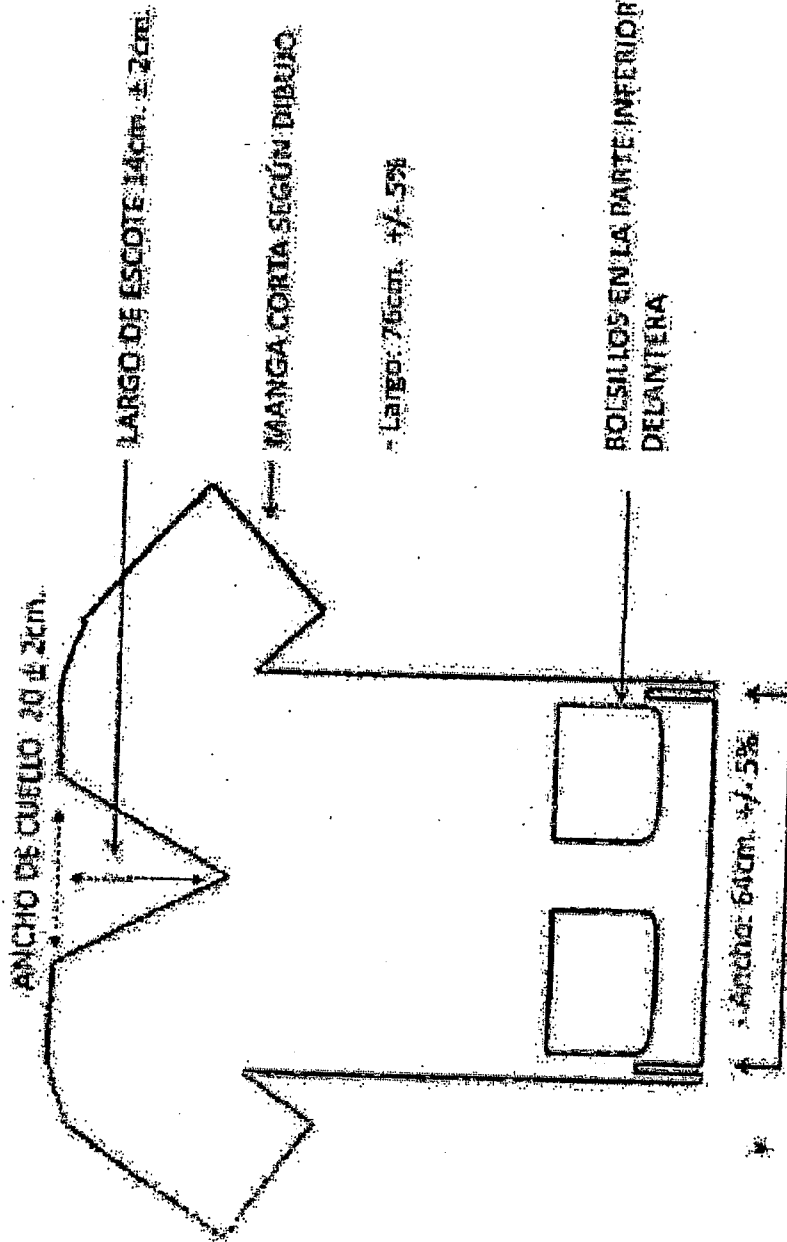 ANCHO DE CUELLO 20 ± 2cm.
LARGO DE ESCOTE 14cm. ± 2cm.
MANGA CORTA SEGÚN DIBUJO
- Largo: 76cm. +/- 5%
BOLSILLOS EN LA PARTE INFERIOR
DELANTERA
- Ancho: 64cm. +/- 5%